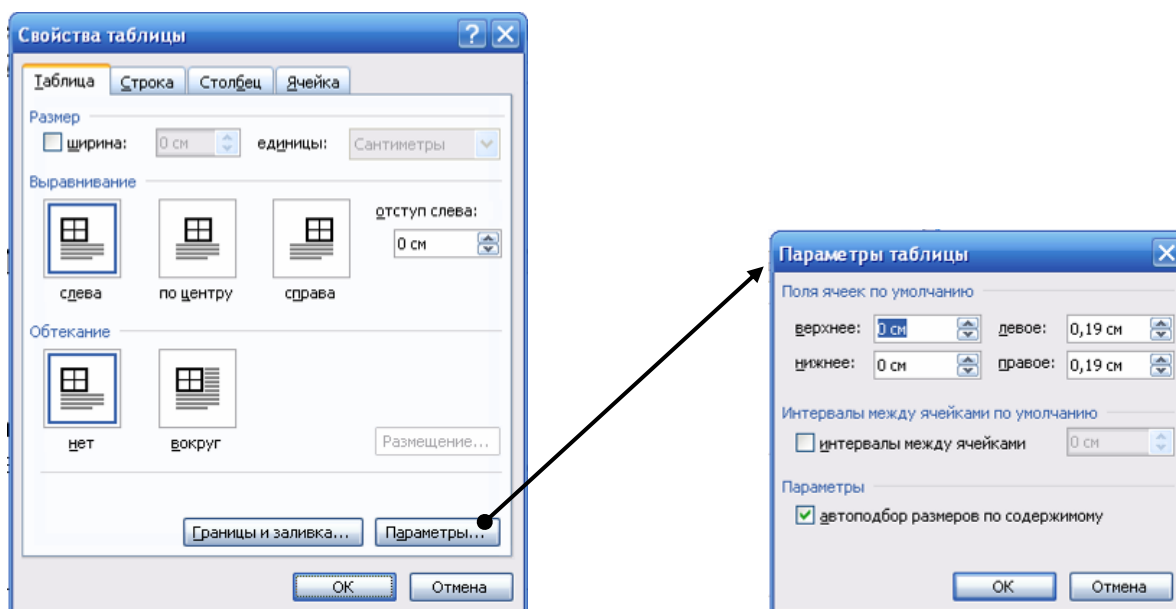 Свойства таблицы
Таблица Строка Столбец Ячейка
Размер
ширина: 0 см единицы: Сантиметры
Выравнивание
отступ слева:
0 см
слева по центру справа
Обтекание
нет вокруг Размещение...
Границы и заливка... Параметры...
ОК Отмена
Параметры таблицы
Поля ячеек по умолчанию
верхнее: 0 см левое: 0,19 см
нижнее: 0 см правое: 0,19 см
Интервалы между ячейками по умолчанию
интервалы между ячейками 0 см
Параметры
автоподбор размеров по содержимому
ОК Отмена